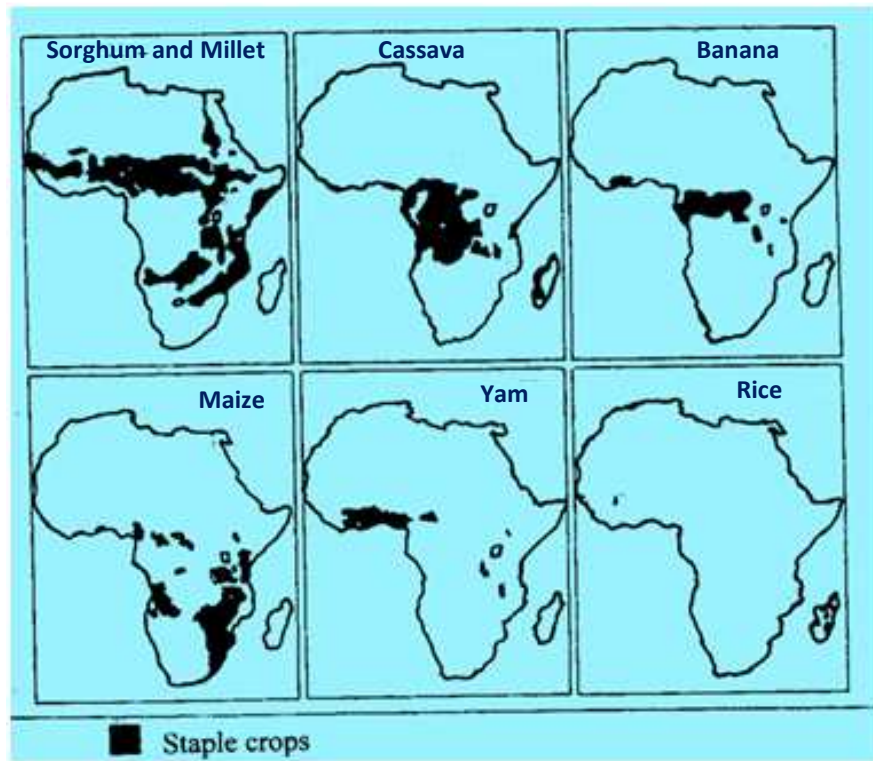 Sorghum and Millet
Cassava
Banana
Maize
Yam
Rice
Staple crops